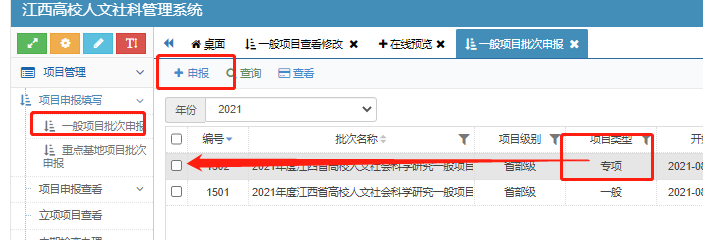 江西高校人文社科管理系统
TI
项目管理
项目申报填写
一般项目批次申报
重点基地项目批次
申报
项目申报查看
立项项目查看
桌面 一般项目查看修改 在线预览 一般项目批次申报
申报 查询 查看
年份 2021
编号 批次名称 项目级别 项目类型
2021年度江西省高校人文社会科学研究一般项目 省部级 专项 2021-08
1501 2021年度江西省高校人文社会科学研究一般项目 省部级 一般 2021-08